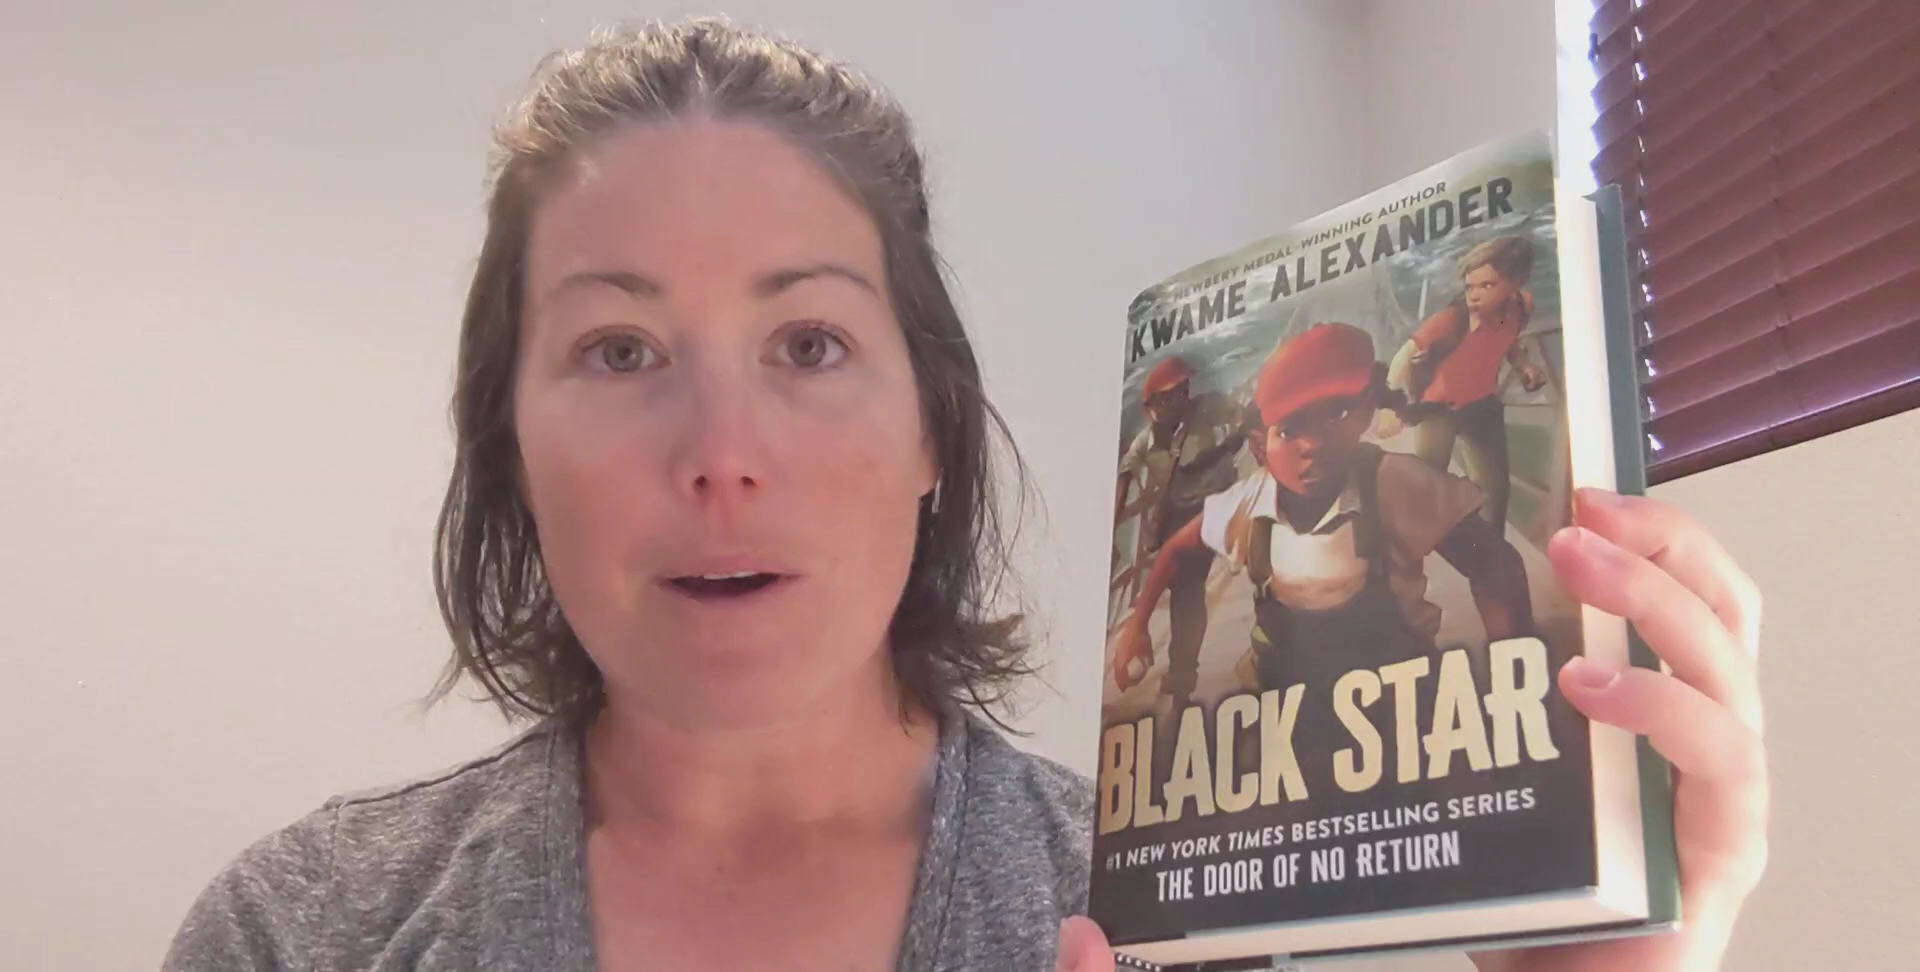 NEWBERY MEDAL-WINNING AUTHOR
KWAME ALEXANDER
BLACK STAR
#1 NEW YORK TIMES BESTSELLING SERIES
THE DOOR OF NO RETURN